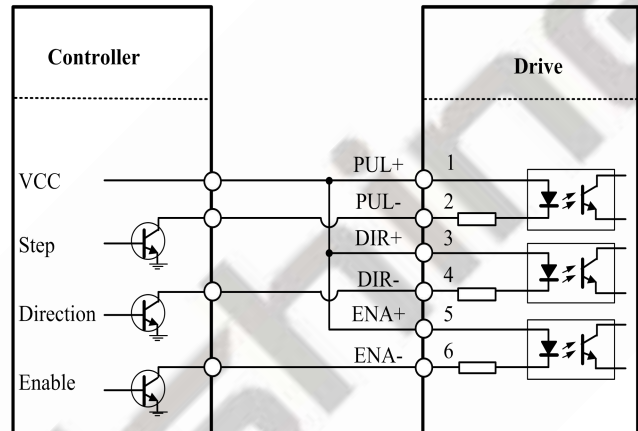 Controller
Drive
VCC
PUL+ 1
PUL- 2
Step
DIR+ 3
DIR- 4
Direction
ENA+ 5
ENA- 6
Enable